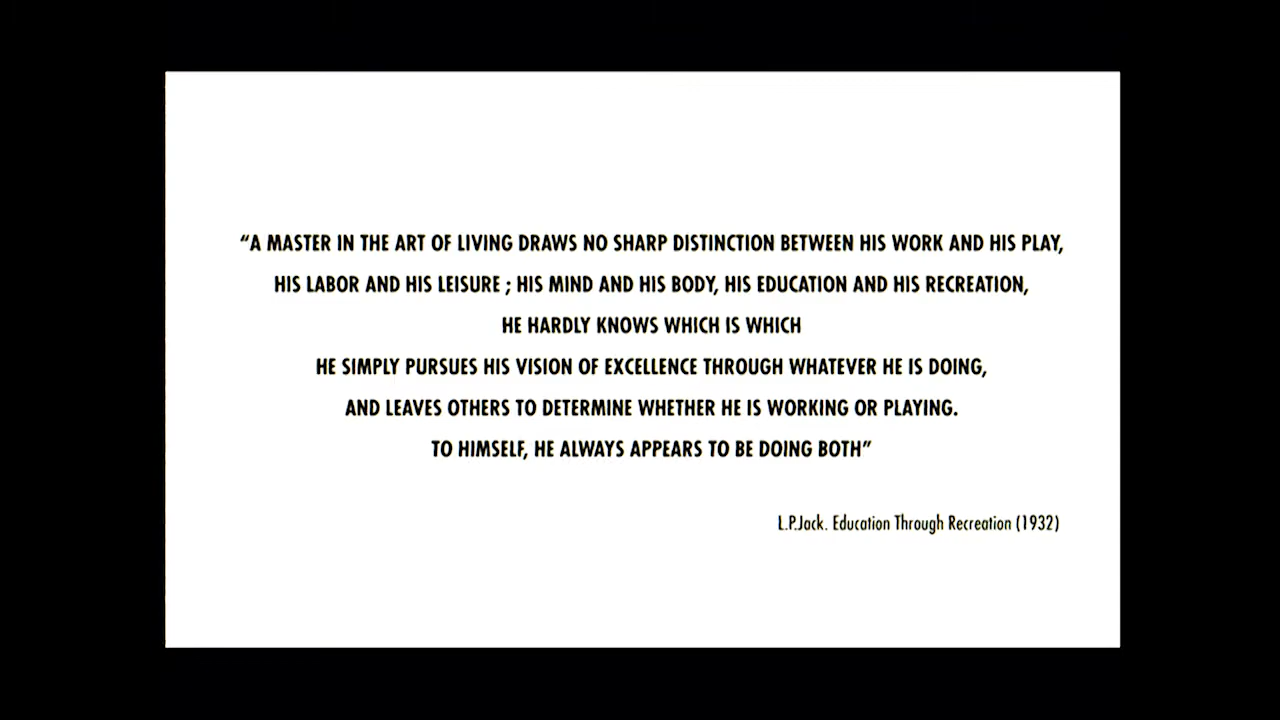 “A MASTER IN THE ART OF LIVING DRAWS NO SHARP DISTINCTION BETWEEN HIS WORK AND HIS PLAY,
HIS LABOR AND HIS LEISURE ; HIS MIND AND HIS BODY, HIS EDUCATION AND HIS RECREATION,
HE HARDLY KNOWS WHICH IS WHICH
HE SIMPLY PURSUES HIS VISION OF EXCELLENCE THROUGH WHATEVER HE IS DOING,
AND LEAVES OTHERS TO DETERMINE WHETHER HE IS WORKING OR PLAYING.
TO HIMSELF, HE ALWAYS APPEARS TO BE DOING BOTH”
L.P.Jack. Education Through Recreation (1932)